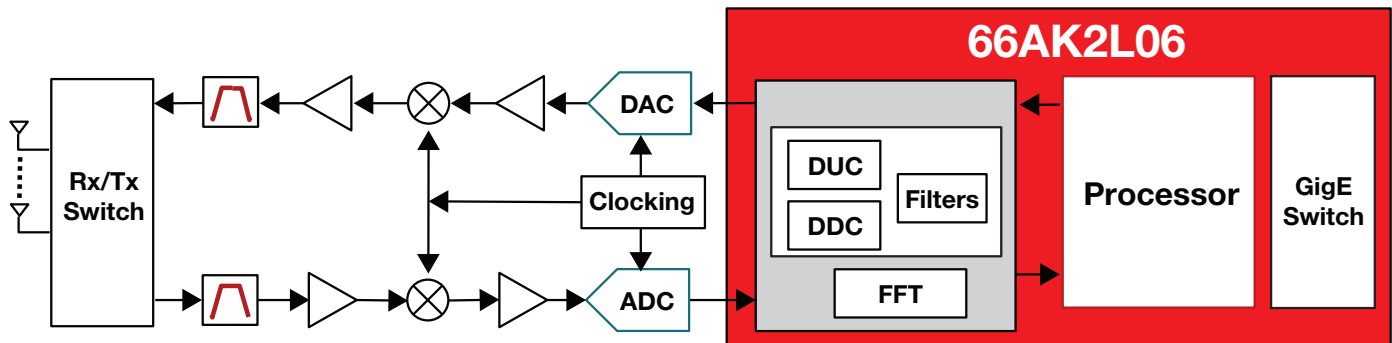 66AK2L06
Rx/Tx
Switch
DAC
Clocking
ADC
DUC
DDC
Filters
FFT
Processor
GigE
Switch